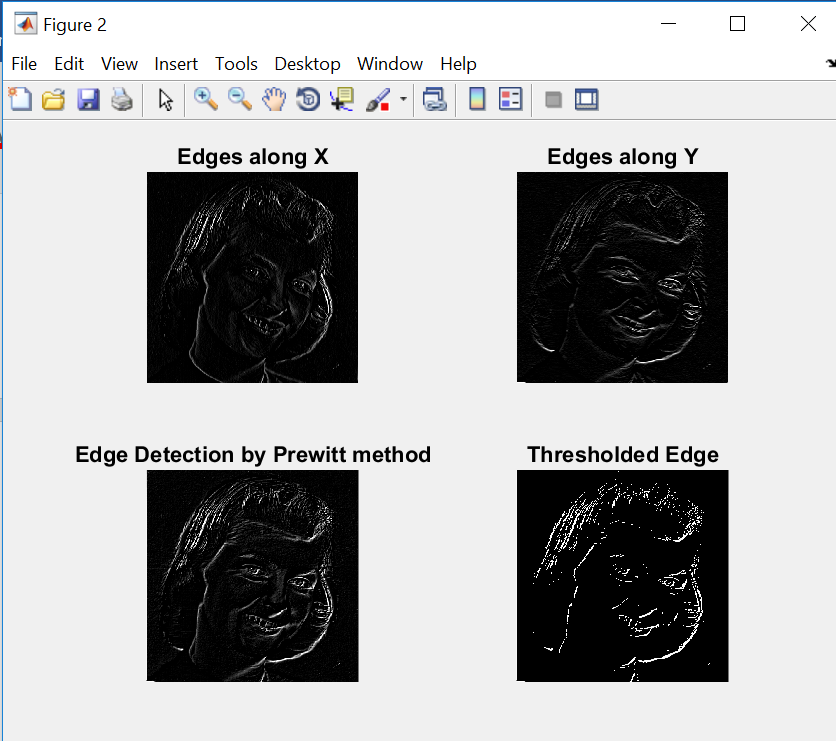 Figure 2
File Edit View Insert Tools Desktop Window Help
Edges along X
Edges along Y
Edge Detection by Prewitt method
Thresholded Edge